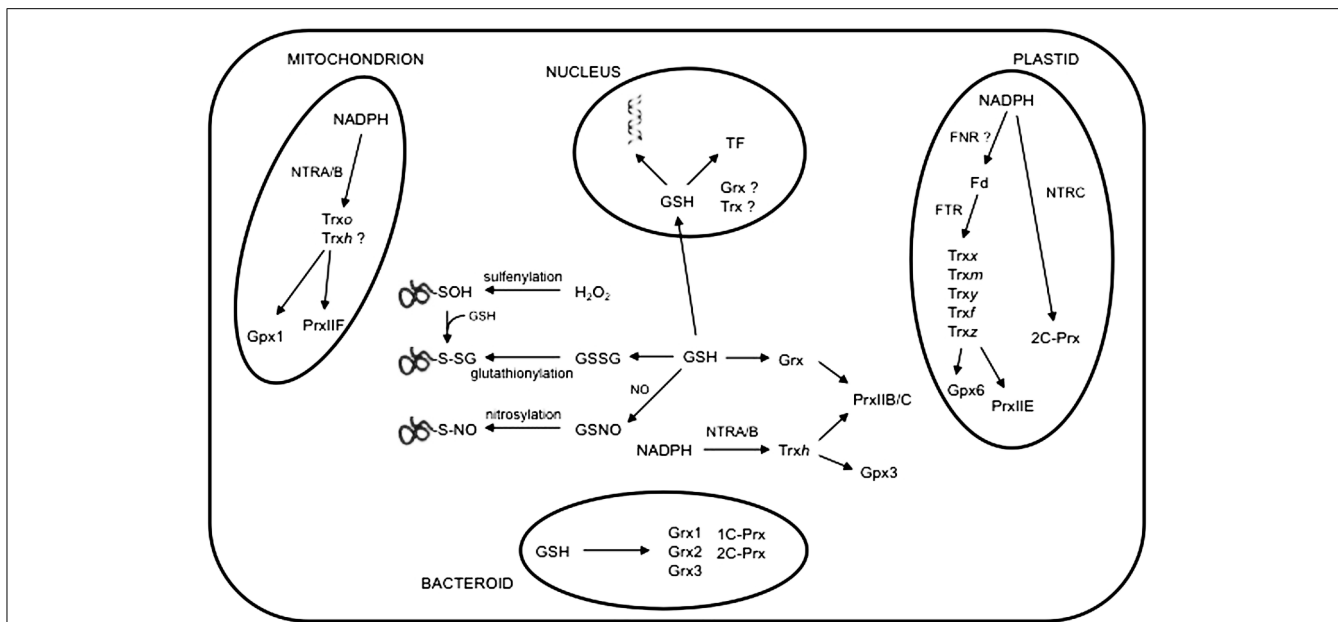 MITOCHONDRION
NADPH
NTRA/B
Trxo
Trxh ?
Gpx1
PrxIIF
NUCLEUS
TF
GSH
Grx ?
Trx ?
PLASTID
NADPH
FNR ?
Fd
NTRC
FTR
Trxx
Trxm
Trxy
Trxf
Trxz
2C-Prx
Gpx6
PrxIIE
SOH
sulfenylation
H₂O₂
GSH
S-SG
glutathionylation
GSSG
GSH
Grx
NO
PrxIIB/C
S-NO
nitrosylation
GSNO
NADPH
NTRA/B
Trxh
Gpx3
BACTEROID
GSH
Grx1 1C-Prx
Grx2 2C-Prx
Grx3